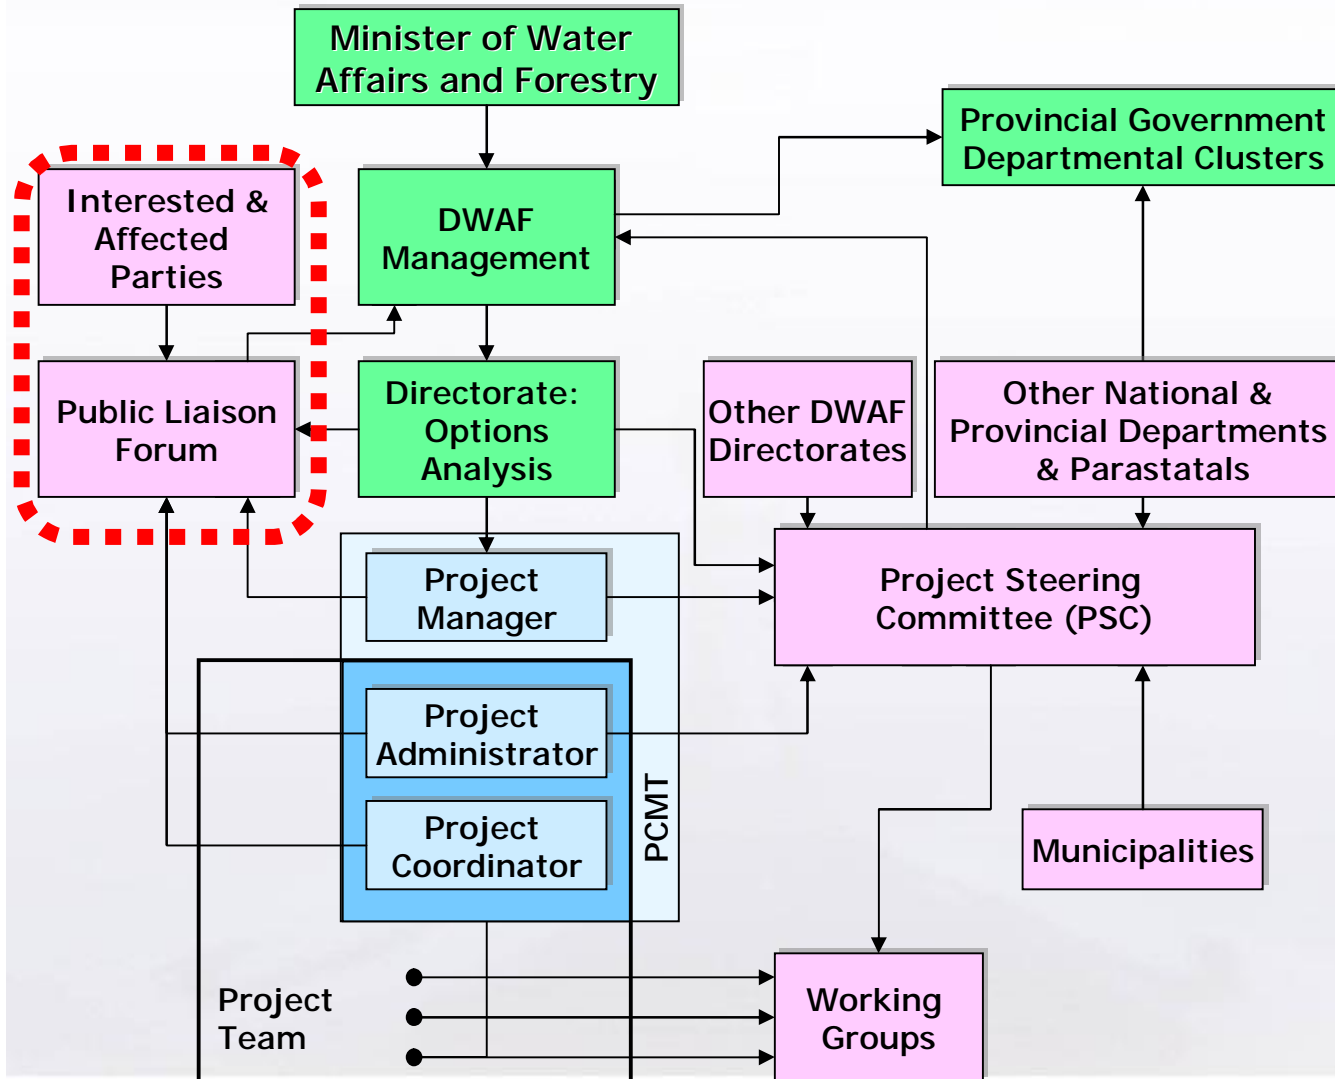 Minister of Water
Affairs and Forestry
Provincial Government
Departmental Clusters
Interested &
Affected
Parties
DWAF
Management
Public Liaison
Forum
Directorate:
Options
Analysis
Other DWAF
Directorates
Other National &
Provincial Departments
& Parastatals
Project
Manager
Project Steering
Committee (PSC)
Project
Administrator
PCMT
Project
Coordinator
Municipalities
Project
Team
Working
Groups